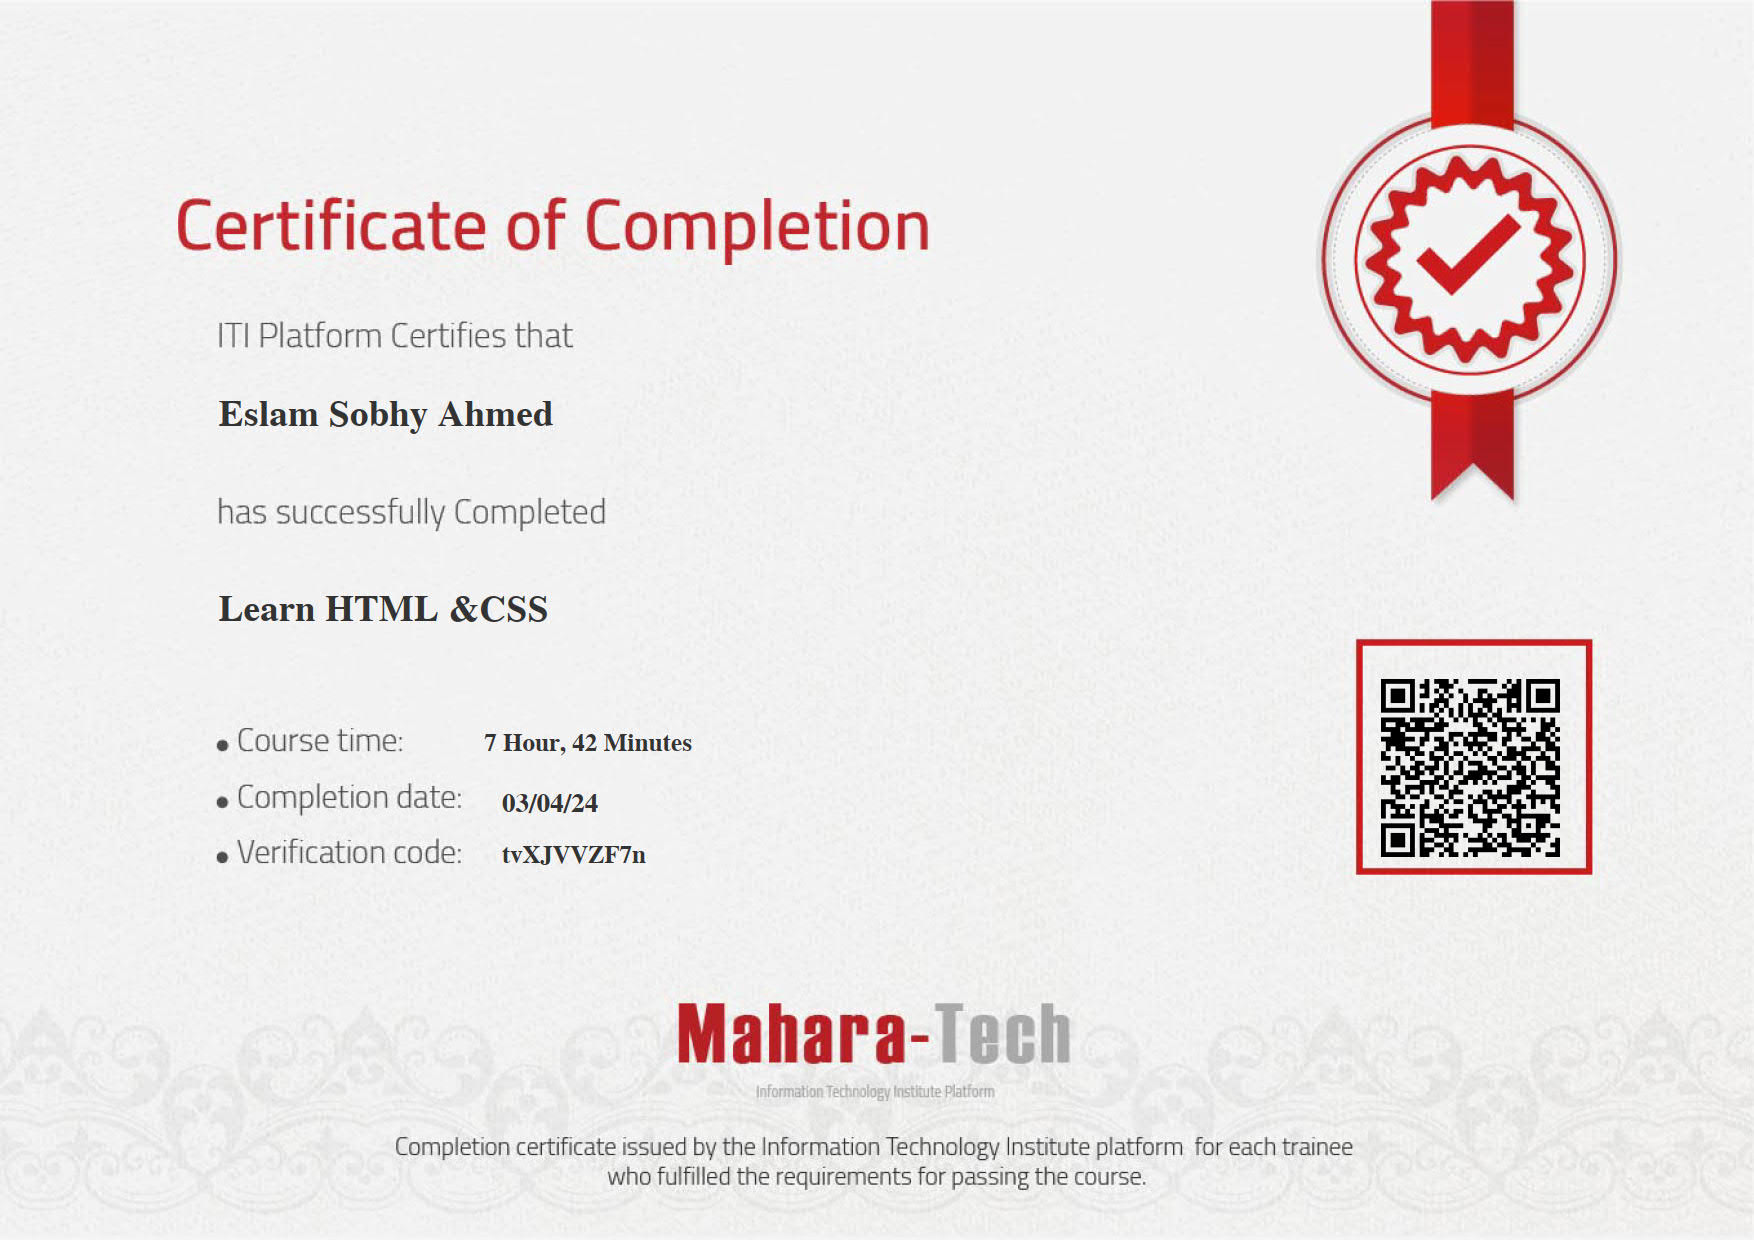 Certificate of Completion
ITI Platform Certifies that
Eslam Sobhy Ahmed
has successfully Completed
Learn HTML &CSS
• Course time: 7 Hour, 42 Minutes
• Completion date: 03/04/24
• Verification code: tvXJVVZF7n
Mahara-Tech
Information Technology Institute Platform
Completion certificate issued by the Information Technology Institute platform for each trainee
who fulfilled the requirements for passing the course.